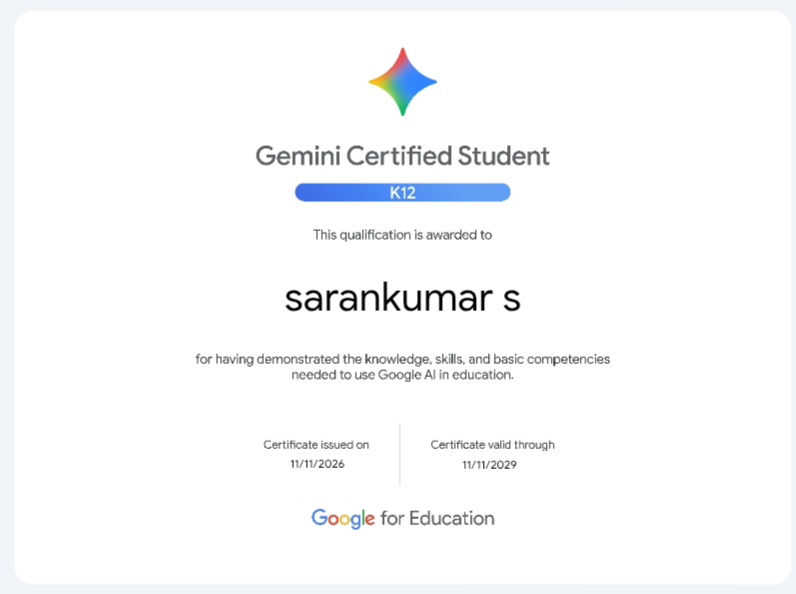 Gemini Certified Student
K12
This qualification is awarded to
sarankumar s
for having demonstrated the knowledge, skills, and basic competencies
needed to use Google AI in education.
Certificate issued on
11/11/2026
Certificate valid through
11/11/2029
Google for Education